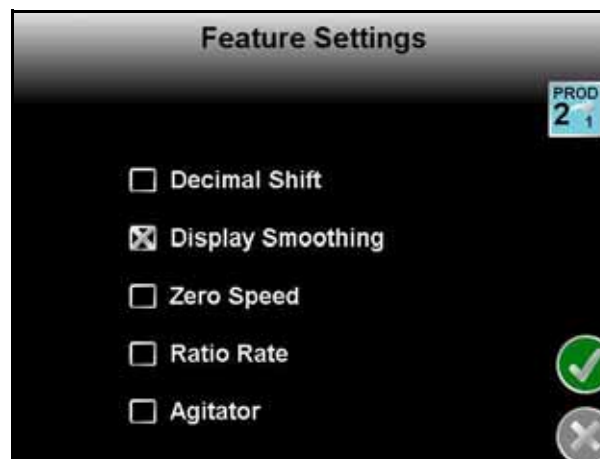 Feature Settings
PROD
2 1
Decimal Shift
Display Smoothing
Zero Speed
Ratio Rate
Agitator